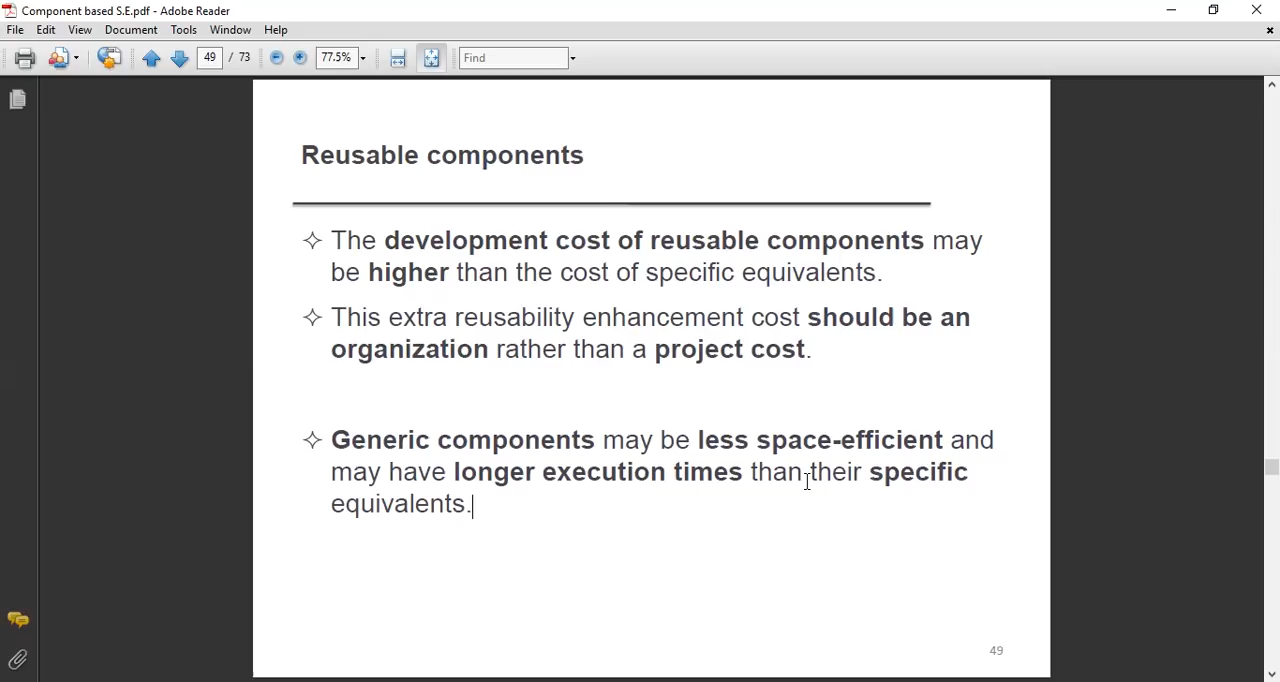 Component based S.E.pdf - Adobe Reader
File Edit View Document Tools Window Help
49 / 73 77.5% Find
Reusable components
✧ The development cost of reusable components may
be higher than the cost of specific equivalents.
✧ This extra reusability enhancement cost should be an
organization rather than a project cost.
✧ Generic components may be less space-efficient and
may have longer execution times than their specific
equivalents.
49